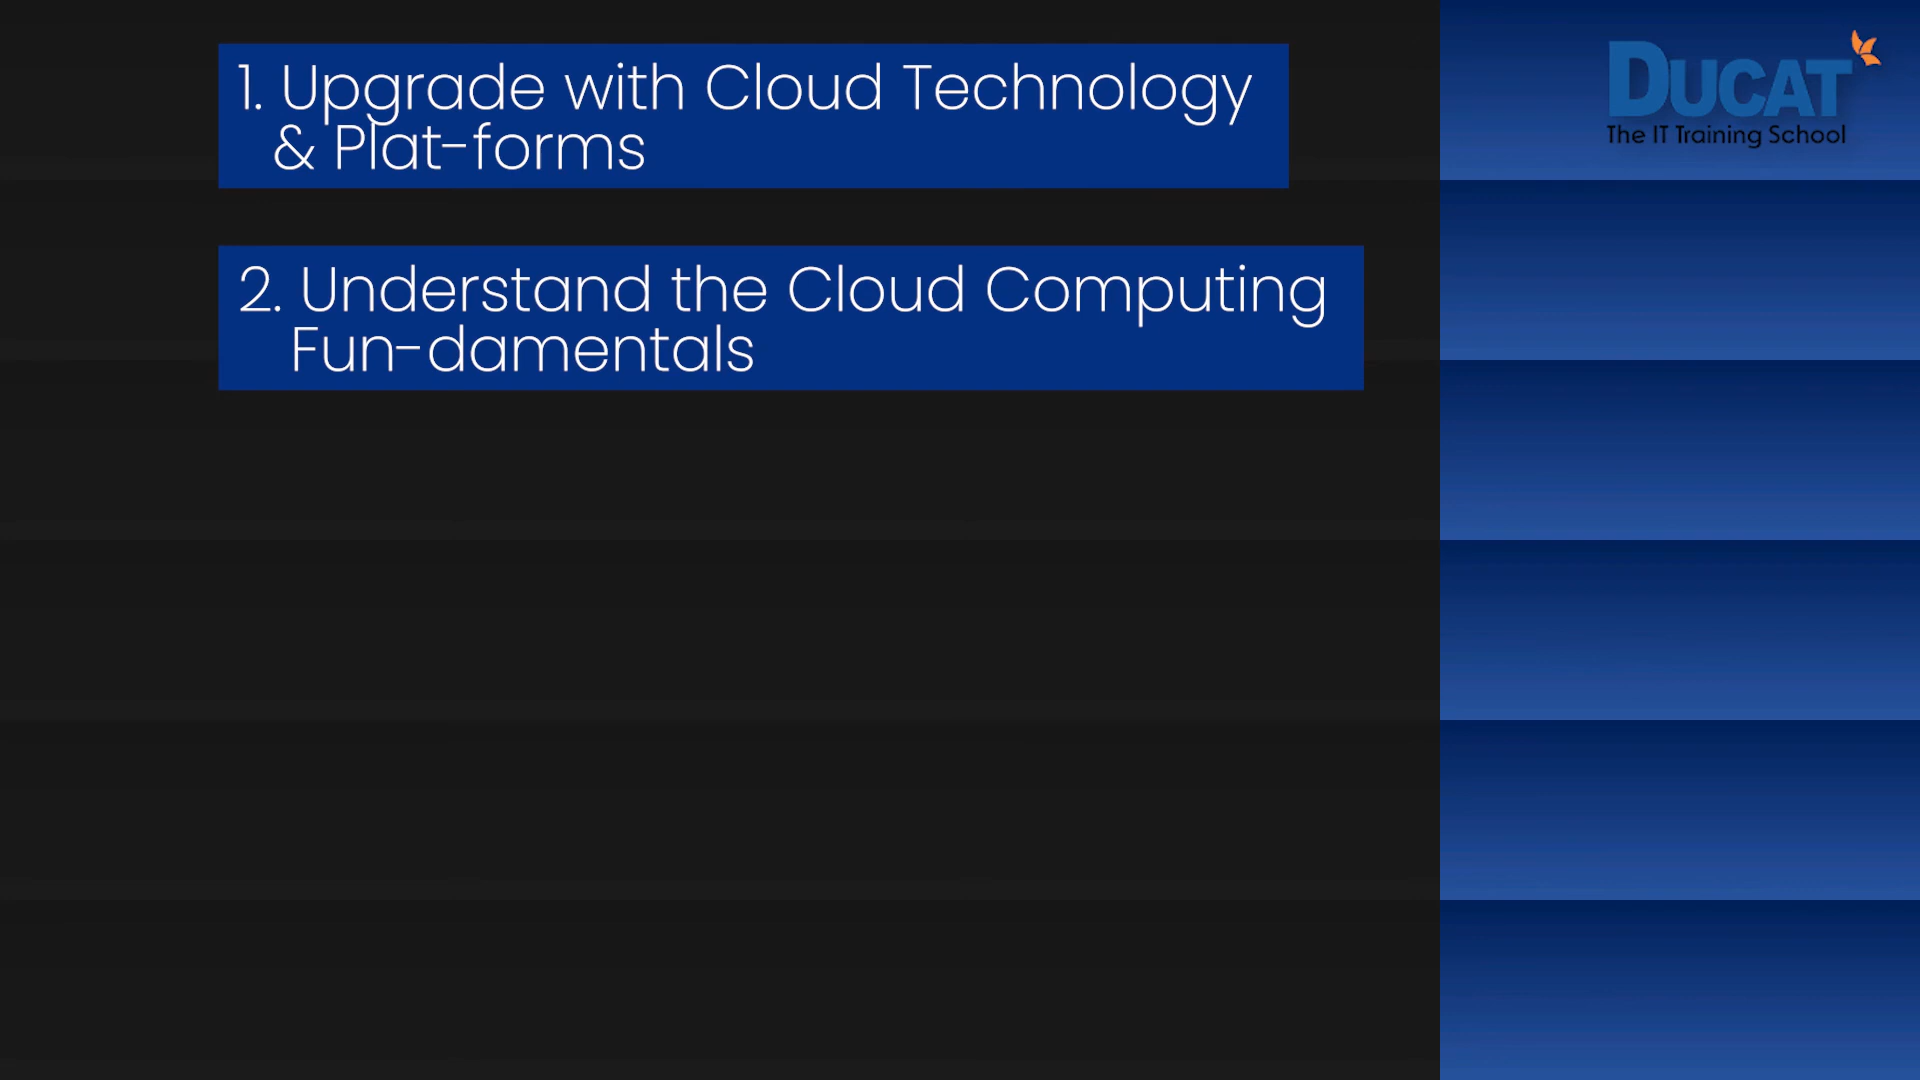 1. Upgrade with Cloud Technology
& Plat-forms
2. Understand the Cloud Computing
Fun-damentals
DUCAT
The IT Training School